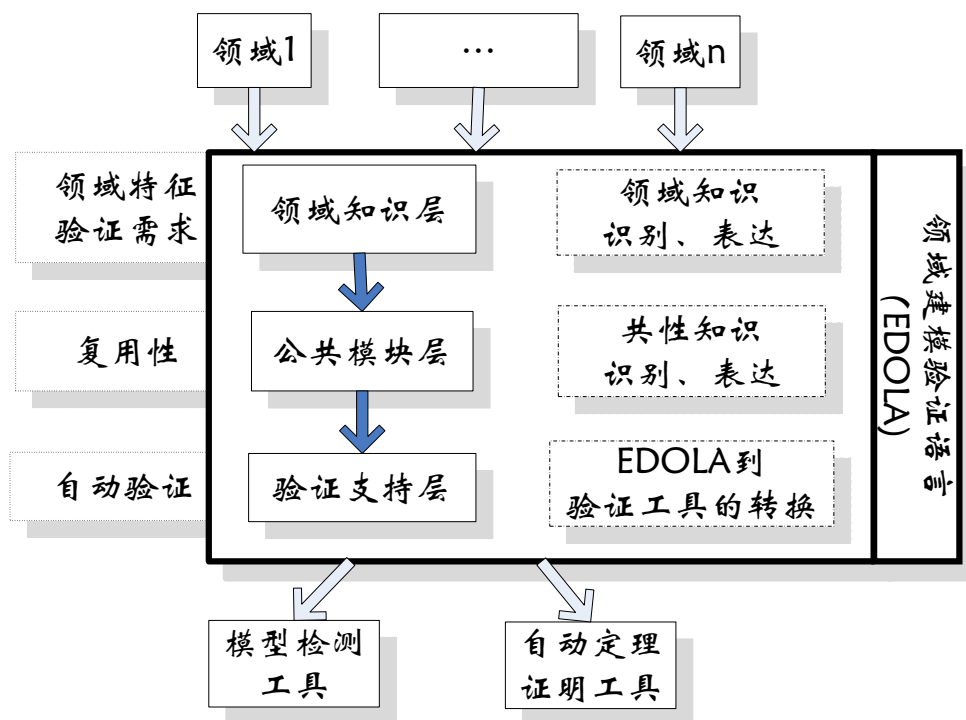 领域1
…
领域n
领域特征
验证需求
领域知识层
领域知识
识别、表达
复用性
公共模块层
共性知识
识别、表达
自动验证
验证支持层
EDOLA到
验证工具的转换
领域建模验证语言
(EDOLA)
模型检测
工具
自动定理
证明工具